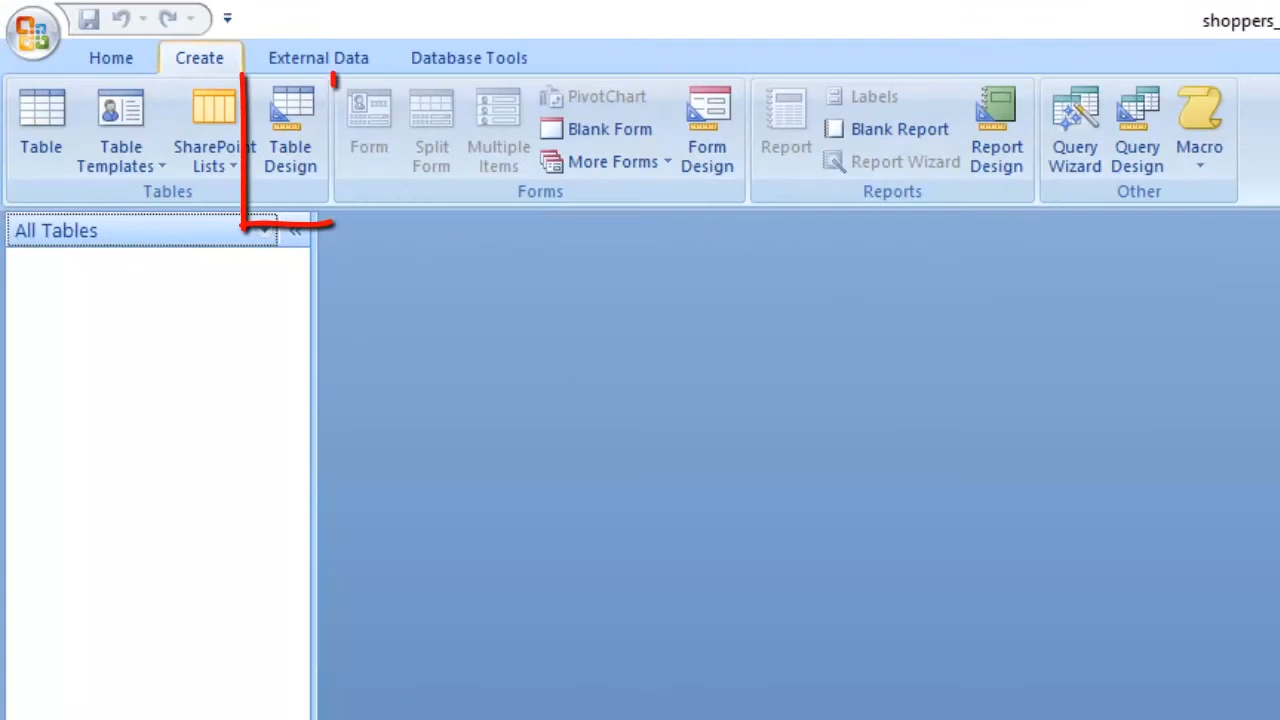 shoppers_
Home Create External Data Database Tools
Table
Table Templates
SharePoint Lists
Table Design
Tables
Form
Split Form
Multiple Items
PivotChart
Blank Form
More Forms
Form Design
Forms
Report
Labels
Blank Report
Report Wizard
Report Design
Reports
Query Wizard
Query Design
Macro
Other
All Tables